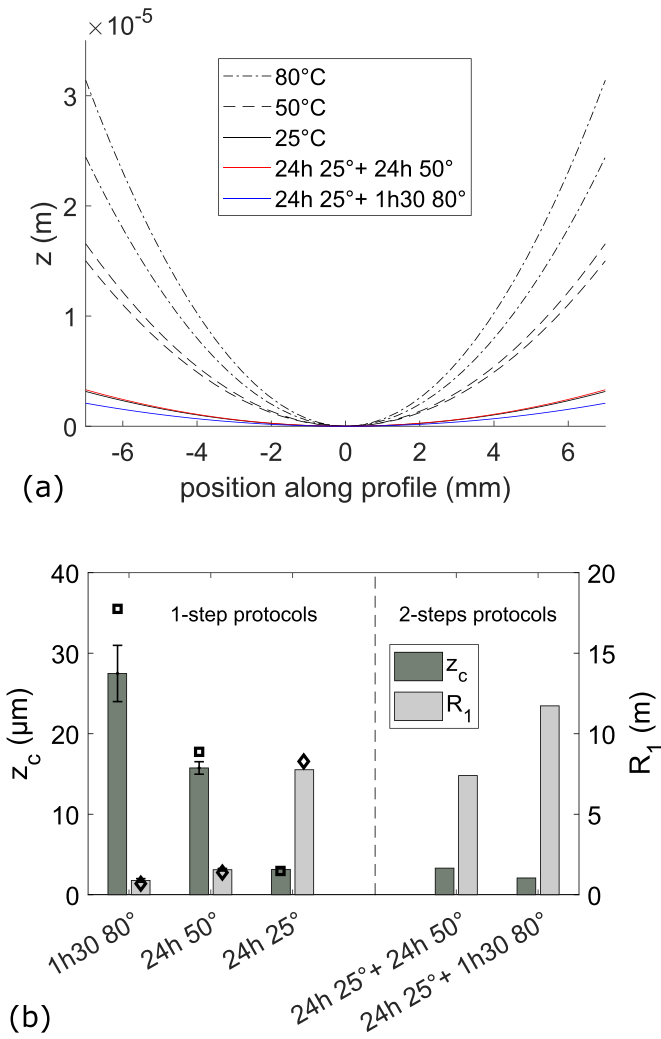 × 10⁻⁵
3
2
1
0
z (m)
80°C
50°C
25°C
24h 25°+ 24h 50°
24h 25°+ 1h30 80°
-6 -4 -2 0 2 4 6
position along profile (mm)
(a)
40
30
20
10
0
z_c (µm)
1-step protocols
2-steps protocols
z_c
R_1
20
15
10
5
0
R_1 (m)
1h30 80°
24h 50°
24h 25°
24h 25°+ 24h 50°
24h 25°+ 1h30 80°
(b)